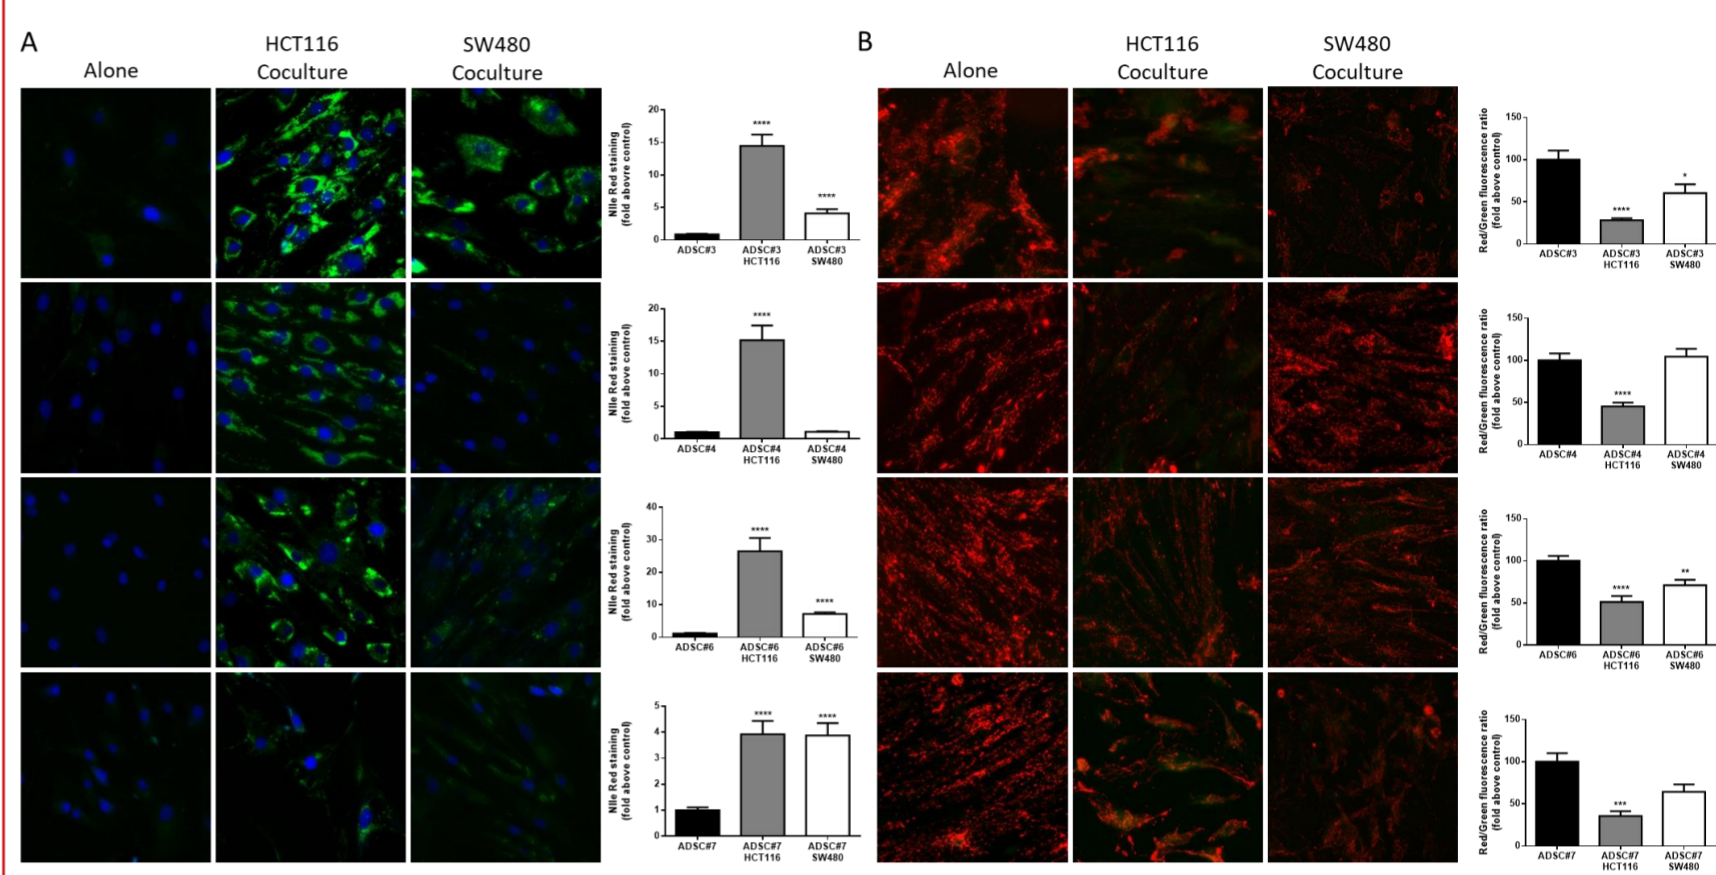 A
Alone
HCT116
Coculture
SW480
Coculture
Nile Red staining
(fold abovre control)
20
15
10
5
0
****
****
ADSC#3
ADSC#3
HCT116
ADSC#3
SW480
Nile Red staining
(fold above control)
20
15
10
5
0
****
ADSC#4
ADSC#4
HCT116
ADSC#4
SW480
Nile Red staining
(fold above control)
40
30
20
10
0
****
****
ADSC#6
ADSC#6
HCT116
ADSC#6
SW480
Nile Red staining
(fold above control)
5
4
3
2
1
0
****
****
ADSC#7
ADSC#7
HCT116
ADSC#7
SW480
B
Alone
HCT116
Coculture
SW480
Coculture
Red/Green fluorescence ratio
(fold above control)
150
100
50
0
****
*
ADSC#3
ADSC#3
HCT116
ADSC#3
SW480
Red/Green fluorescence ratio
(fold above control)
150
100
50
0
****
ADSC#4
ADSC#4
HCT116
ADSC#4
SW480
Red/Green fluorescence ratio
(fold above control)
150
100
50
0
****
**
ADSC#6
ADSC#6
HCT116
ADSC#6
SW480
Red/Green fluorescence ratio
(fold above control)
150
100
50
0
***
ADSC#7
ADSC#7
HCT116
ADSC#7
SW480